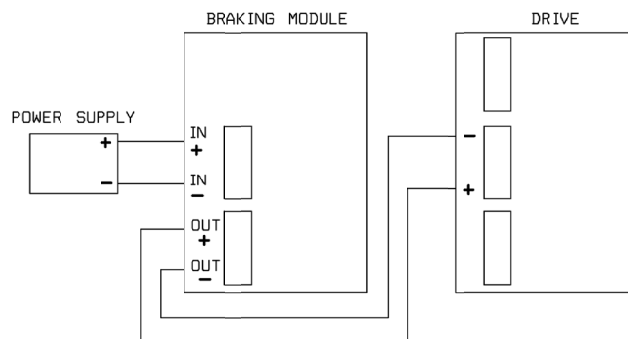 BRAKING MODULE
DRIVE
POWER SUPPLY
+
IN
+
−
+
IN
−
−
+
OUT
+
OUT
−